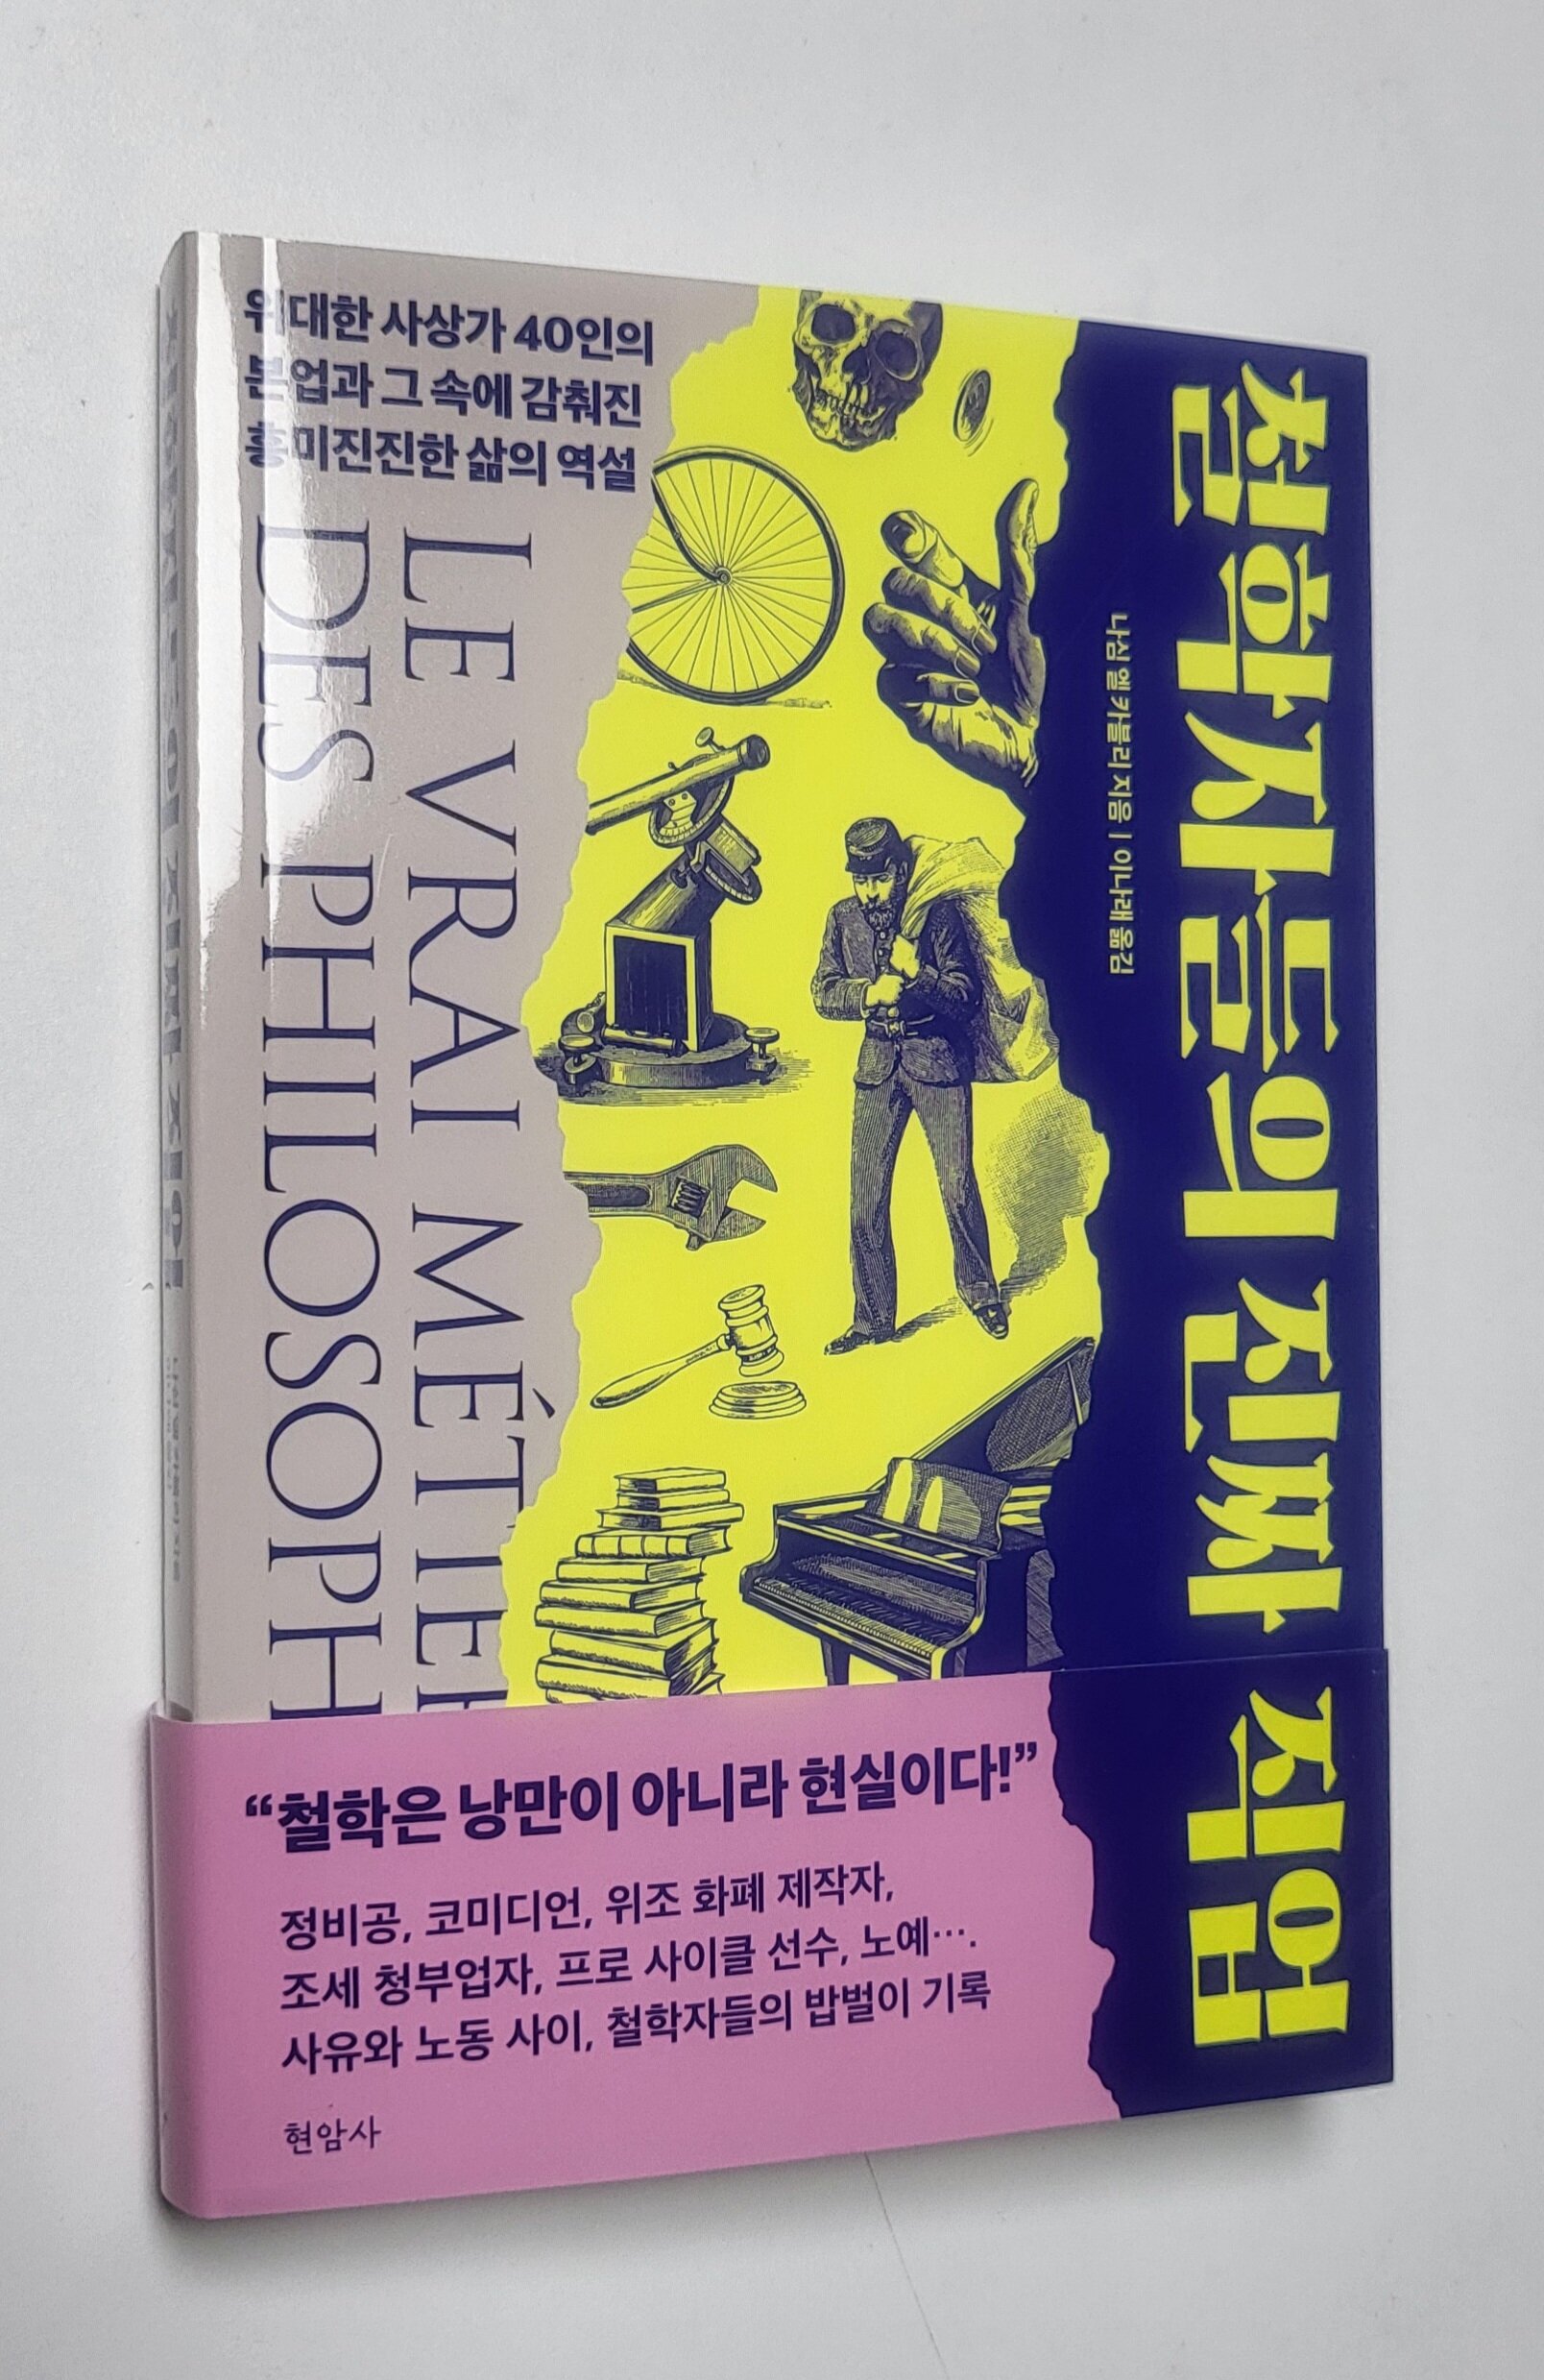 위대한 사상가 40인의
본업과 그 속에 감춰진
흥미진진한 삶의 역설
LE VRAI MÉTIER
DES PHILOSOPH
철학자들의 진짜 직업
나심 엘 카블리 지음 | 이나래 옮김
“철학은 낭만이 아니라 현실이다!”
정비공, 코미디언, 위조 화폐 제작자,
조세 청부업자, 프로 사이클 선수, 노예….
사유와 노동 사이, 철학자들의 밥벌이 기록
현암사